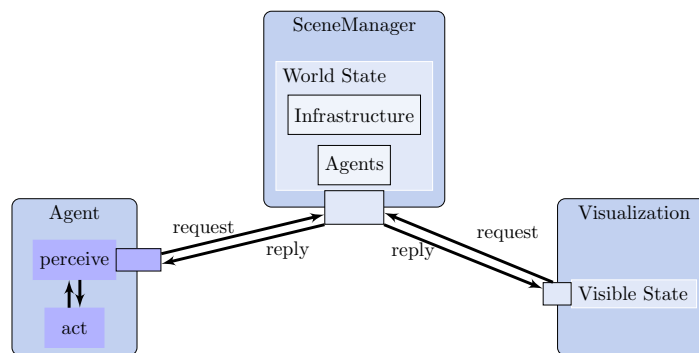 SceneManager
World State
Infrastructure
Agents
Agent
perceive
act
request
reply
request
reply
Visualization
Visible State